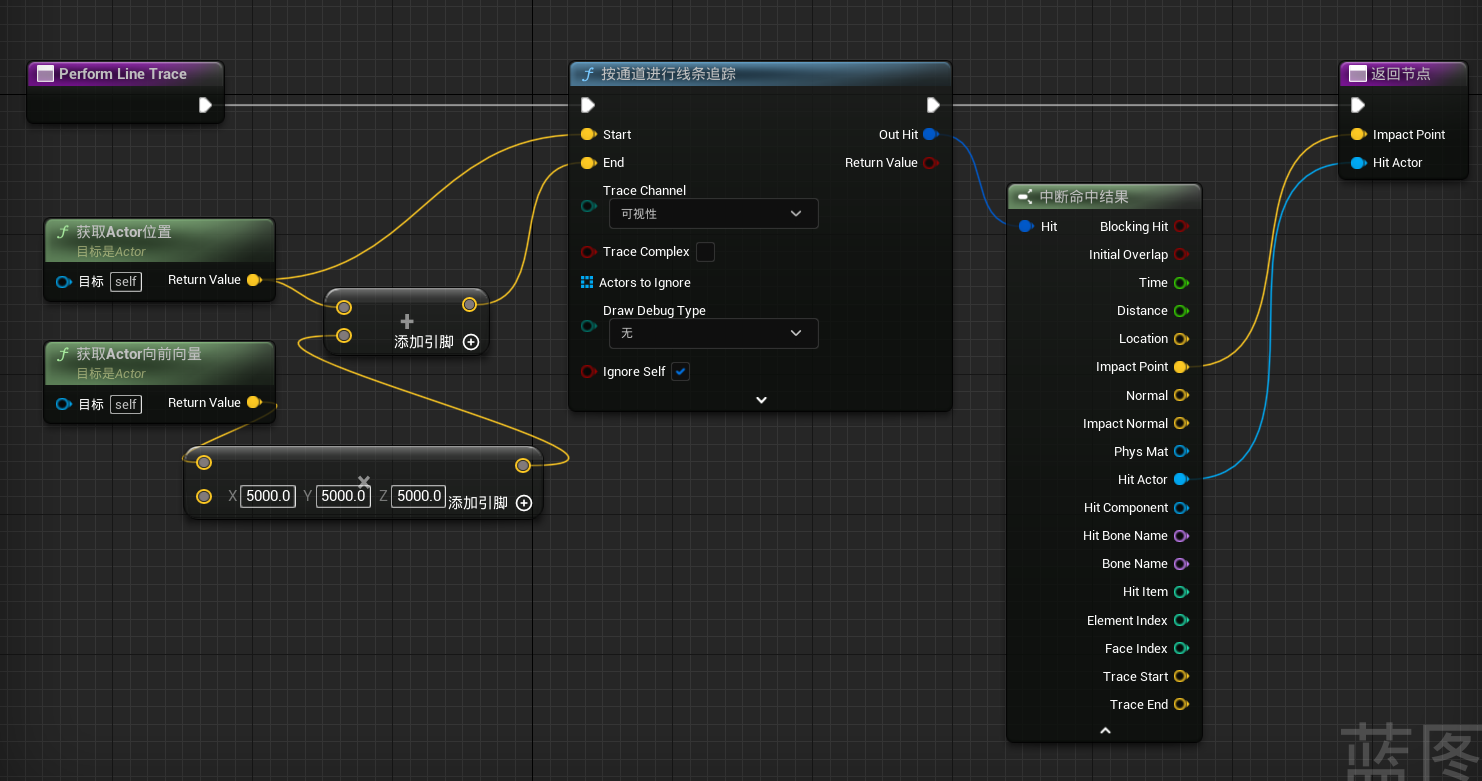 Perform Line Trace
按通道进行线条追踪
Start
Out Hit
End
Return Value
Trace Channel
可视性
Trace Complex
Actors to Ignore
Draw Debug Type
无
Ignore Self
获取Actor位置
目标是Actor
目标 self Return Value
添加引脚
获取Actor向前向量
目标是Actor
目标 self Return Value
X 5000.0 Y 5000.0 Z 5000.0 添加引脚
中断命中结果
Hit
Blocking Hit
Initial Overlap
Time
Distance
Location
Impact Point
Normal
Impact Normal
Phys Mat
Hit Actor
Hit Component
Hit Bone Name
Bone Name
Hit Item
Element Index
Face Index
Trace Start
Trace End
返回节点
Impact Point
Hit Actor
蓝图